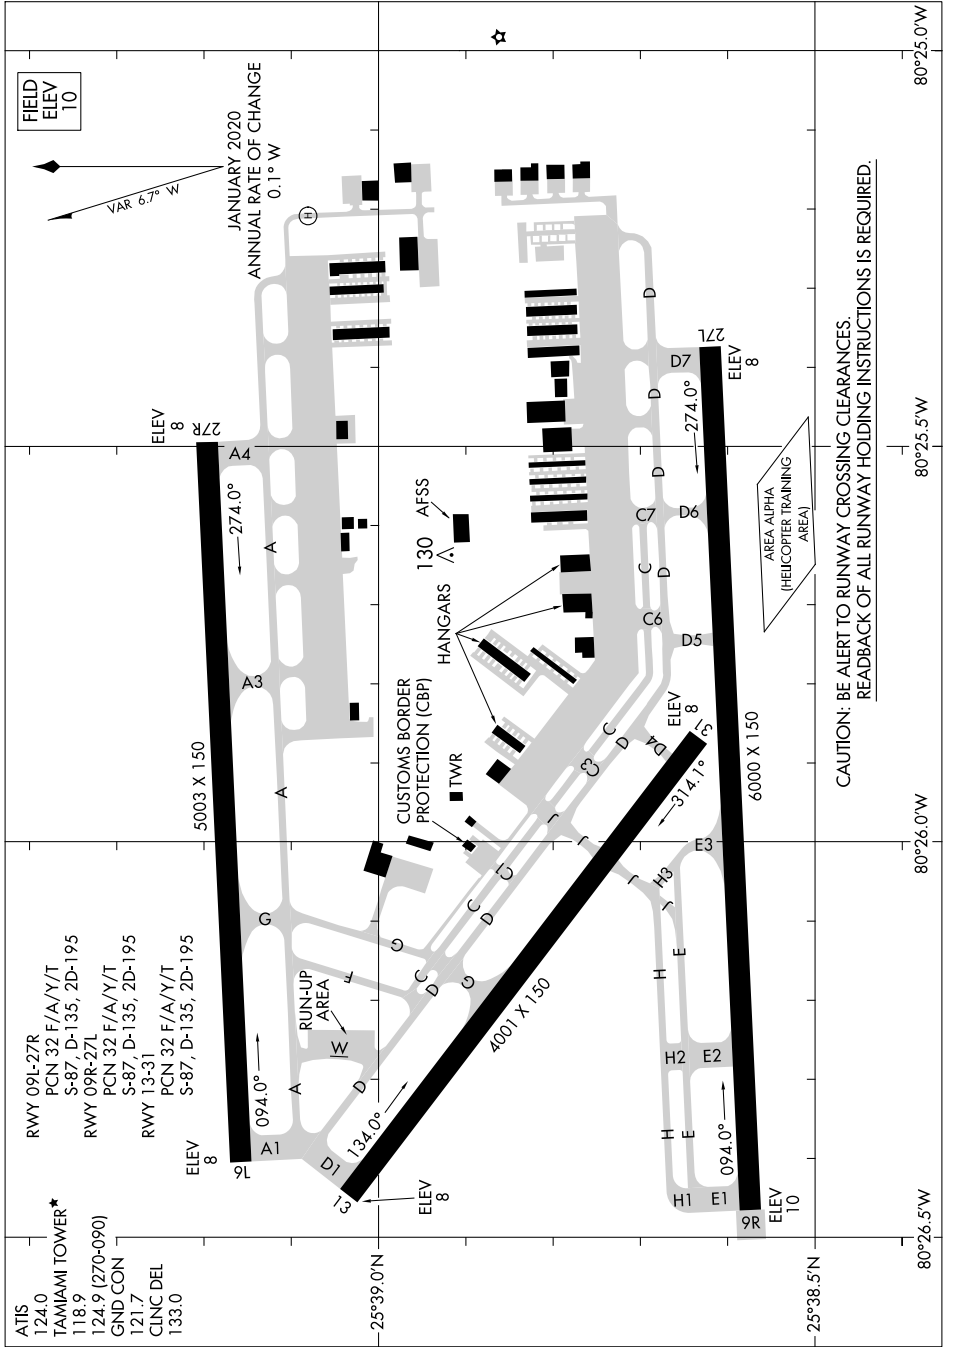 ATIS
124.0
TAMIAMI TOWER★
118.9
124.9 (270-090)
GND CON
121.7
CLNC DEL
133.0
RWY 09L-27R
PCN 32 F/A/Y/T
S-87, D-135, 2D-195
RWY 09R-27L
PCN 32 F/A/Y/T
S-87, D-135, 2D-195
RWY 13-31
PCN 32 F/A/Y/T
S-87, D-135, 2D-195
FIELD
ELEV
10
VAR 6.7° W
JANUARY 2020
ANNUAL RATE OF CHANGE
0.1° W
H
ELEV
8
9L
094.0°
5003 X 150
274.0°
27R
ELEV
8
A1
A
G
A
A3
A
A4
RUN-UP
AREA
W
F
G
D
D1
ELEV
8
13
134.0°
4001 X 150
314.1°
31
ELEV
8
C
D
G
C
D
C1
J
J
J
J
C3
C
D
D4
CUSTOMS BORDER
PROTECTION (CBP)
TWR
HANGARS
130
AFSS
C6
C
D
C7
D5
D6
D
D
D7
D
H1
H
H2
H
H3
E1
E
E2
E
E3
9R
ELEV
10
094.0°
6000 X 150
274.0°
27L
ELEV
8
AREA ALPHA
(HELICOPTER TRAINING
AREA)
CAUTION: BE ALERT TO RUNWAY CROSSING CLEARANCES.
READBACK OF ALL RUNWAY HOLDING INSTRUCTIONS IS REQUIRED.
25°39.0'N
25°38.5'N
80°26.5'W
80°26.0'W
80°25.5'W
80°25.0'W